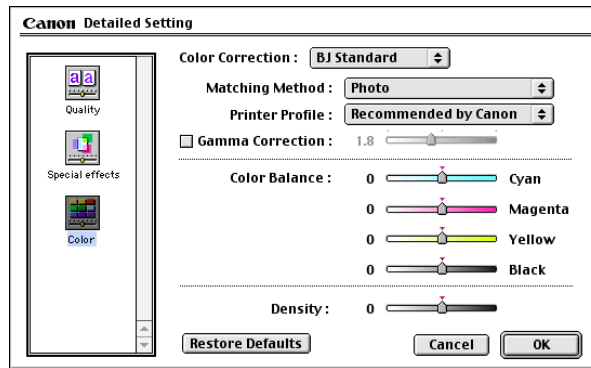 Canon Detailed Setting
aa
Quality
Special effects
Color
Color Correction : BJ Standard
Matching Method : Photo
Printer Profile : Recommended by Canon
Gamma Correction : 1.8
Color Balance : 0 Cyan
0 Magenta
0 Yellow
0 Black
Density : 0
Restore Defaults Cancel OK